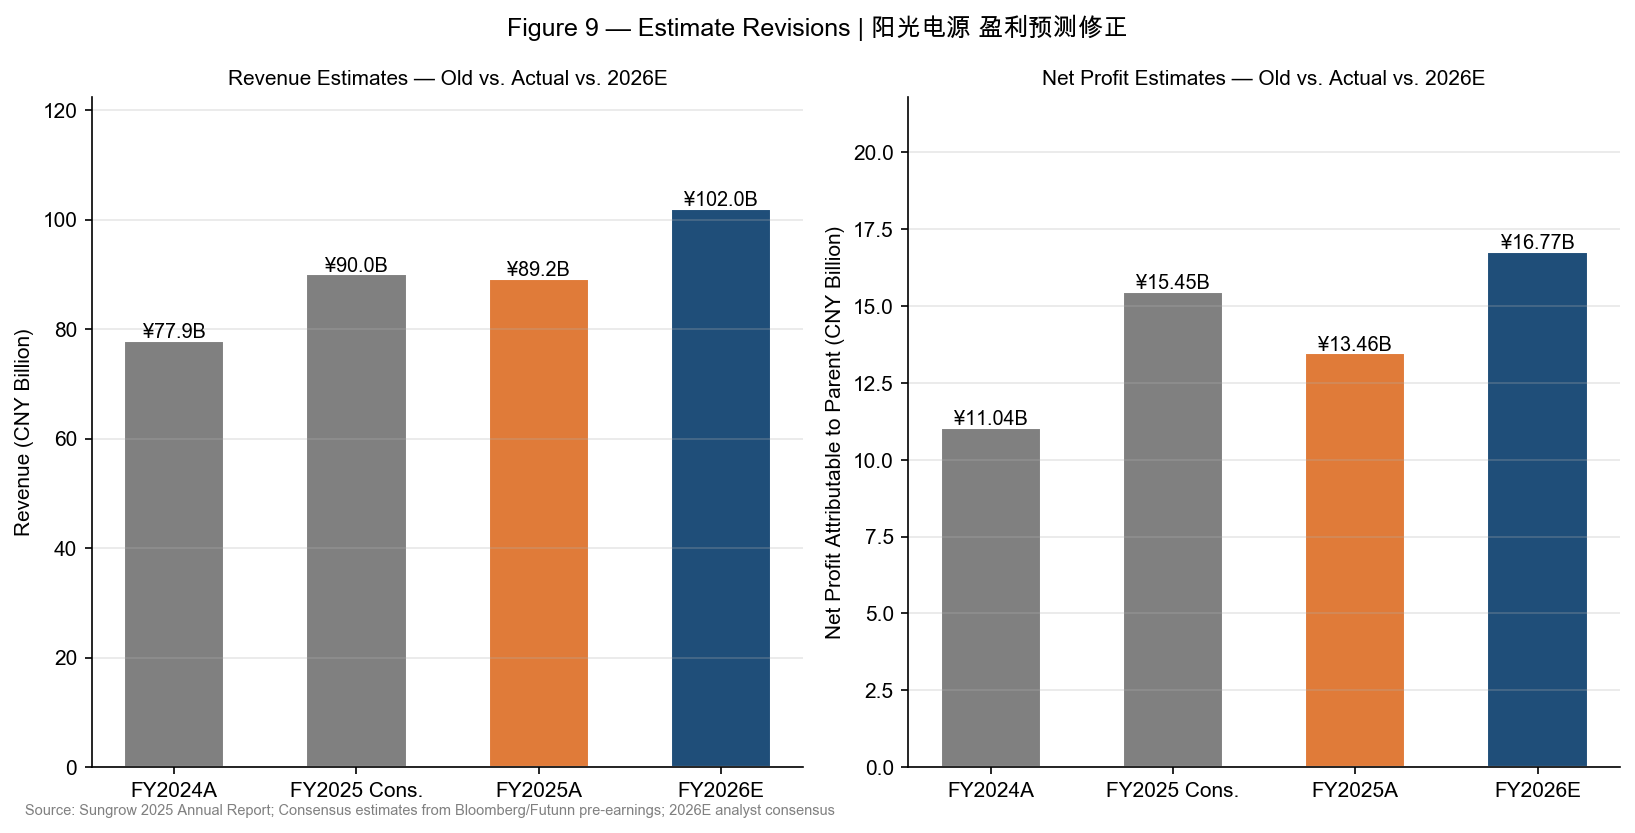 Figure 9 — Estimate Revisions | 阳光电源 盈利预测修正
Revenue Estimates — Old vs. Actual vs. 2026E
Revenue (CNY Billion)
120
100
80
60
40
20
0
¥77.9B
¥90.0B
¥89.2B
¥102.0B
FY2024A
FY2025 Cons.
FY2025A
FY2026E
Net Profit Estimates — Old vs. Actual vs. 2026E
Net Profit Attributable to Parent (CNY Billion)
20.0
17.5
15.0
12.5
10.0
7.5
5.0
2.5
0.0
¥11.04B
¥15.45B
¥13.46B
¥16.77B
FY2024A
FY2025 Cons.
FY2025A
FY2026E
Source: Sungrow 2025 Annual Report; Consensus estimates from Bloomberg/Futunn pre-earnings; 2026E analyst consensus